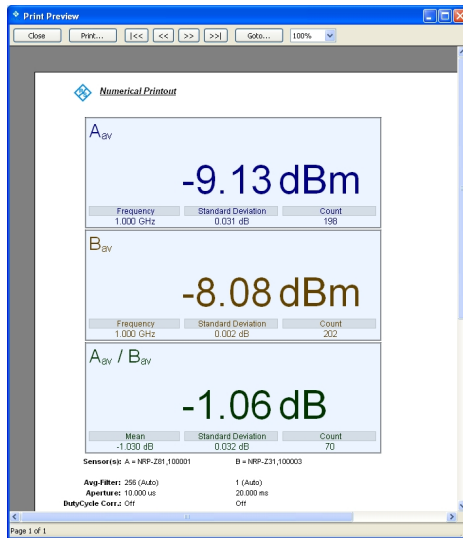 Print Preview
Close Print... |<< << >> >>| Goto... 100%
Numerical Printout
Aav
-9.13 dBm
Frequency Standard Deviation Count
1.000 GHz 0.031 dB 198
Bav
-8.08 dBm
Frequency Standard Deviation Count
1.000 GHz 0.002 dB 202
Aav / Bav
-1.06 dB
Mean Standard Deviation Count
-1.030 dB 0.032 dB 70
Sensor(s): A = NRP-Z81,100001 B = NRP-Z31,100003
Avg-Filter: 256 (Auto) 1 (Auto)
Aperture: 10.000 us 20.000 ms
DutyCycle Corr.: Off Off
Page 1 of 1